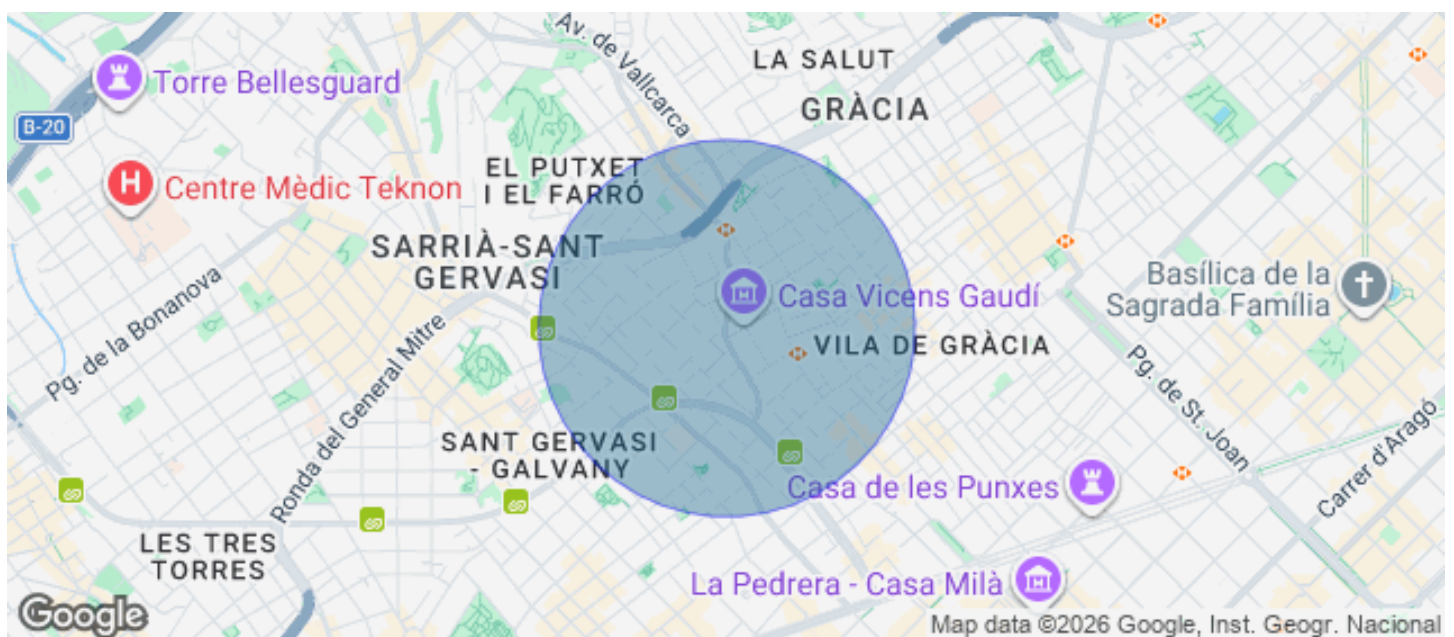 Av. de Vallcarca
LA SALUT
Torre Bellesguard
GRÀCIA
B-20
EL PUTXET
I EL FARRÓ
H
Centre Mèdic Teknon
SARRIÀ-SANT
GERVASI
Basílica de la
Sagrada Família
Casa Vicens Gaudí
Pg. de la Bonanova
VILA DE GRÀCIA
Ronda del General Mitre
Pg. de St. Joan
SANT GERVASI
- GALVANY
Casa de les Punxes
Carrer d'Aragó
LES TRES
TORRES
La Pedrera - Casa Milà
Google
Map data ©2026 Google, Inst. Geogr. Nacional